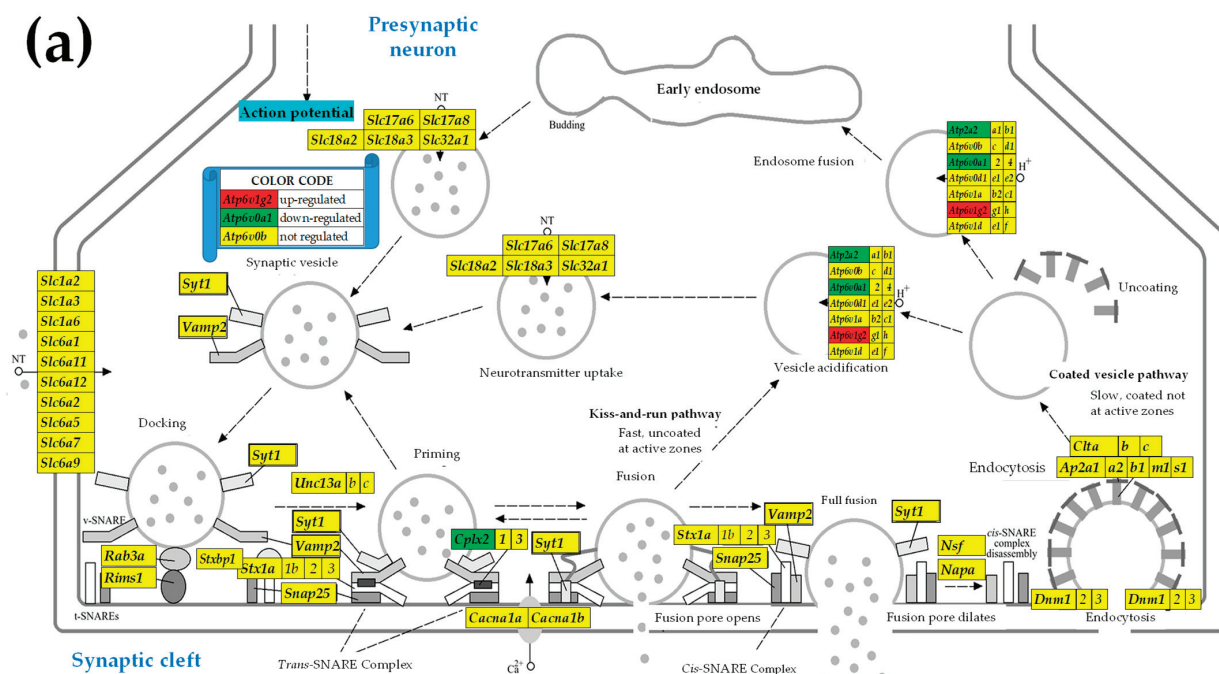 (a)
Presynaptic
neuron
Action potential
NT
Slc17a6 Slc17a8
Slc18a2 Slc18a3 Slc32a1
Budding
Early endosome
Endosome fusion
Atp2a2 a1 b1
Atp6v0b c d1
Atp6v0a1 2 4
Atp6v0d1 e1 e2
Atp6v1a b2 c1
Atp6v1g2 g1 h
Atp6v1d e1 f
H+
COLOR CODE
Atp6v1g2 up-regulated
Atp6v0a1 down-regulated
Atp6v0b not regulated
Synaptic vesicle
NT
Slc17a6 Slc17a8
Slc18a2 Slc18a3 Slc32a1
Neurotransmitter uptake
Atp2a2 a1 b1
Atp6v0b c d1
Atp6v0a1 2 4
Atp6v0d1 e1 e2
Atp6v1a b2 c1
Atp6v1g2 g1 h
Atp6v1d e1 f
H+
Vesicle acidification
Uncoating
Syt1
Vamp2
Slc1a2
Slc1a3
Slc1a6
Slc6a1
Slc6a11
Slc6a12
Slc6a2
Slc6a5
Slc6a7
Slc6a9
NT
Coated vesicle pathway
Slow, coated not
at active zones
Kiss-and-run pathway
Fast, uncoated
at active zones
Docking
Syt1
Priming
Unc13a b c
Fusion
Full fusion
Clta b c
Endocytosis
Ap2a1 a2 b1 m1 s1
v-SNARE
Syt1
Vamp2
Rab3a
Rims1
Stxbp1
Stx1a 1b 2 3
Snap25
t-SNAREs
Cplx2 1 3
Syt1
Stx1a 1b 2 3
Snap25
Vamp2
Syt1
Nsf
Napa
cis-SNARE
complex
disassembly
Dnm1 2 3
Dnm1 2 3
Cacna1a Cacna1b
Ca2+
Fusion pore opens
Fusion pore dilates
Endocytosis
Synaptic cleft
Trans-SNARE Complex
Cis-SNARE Complex